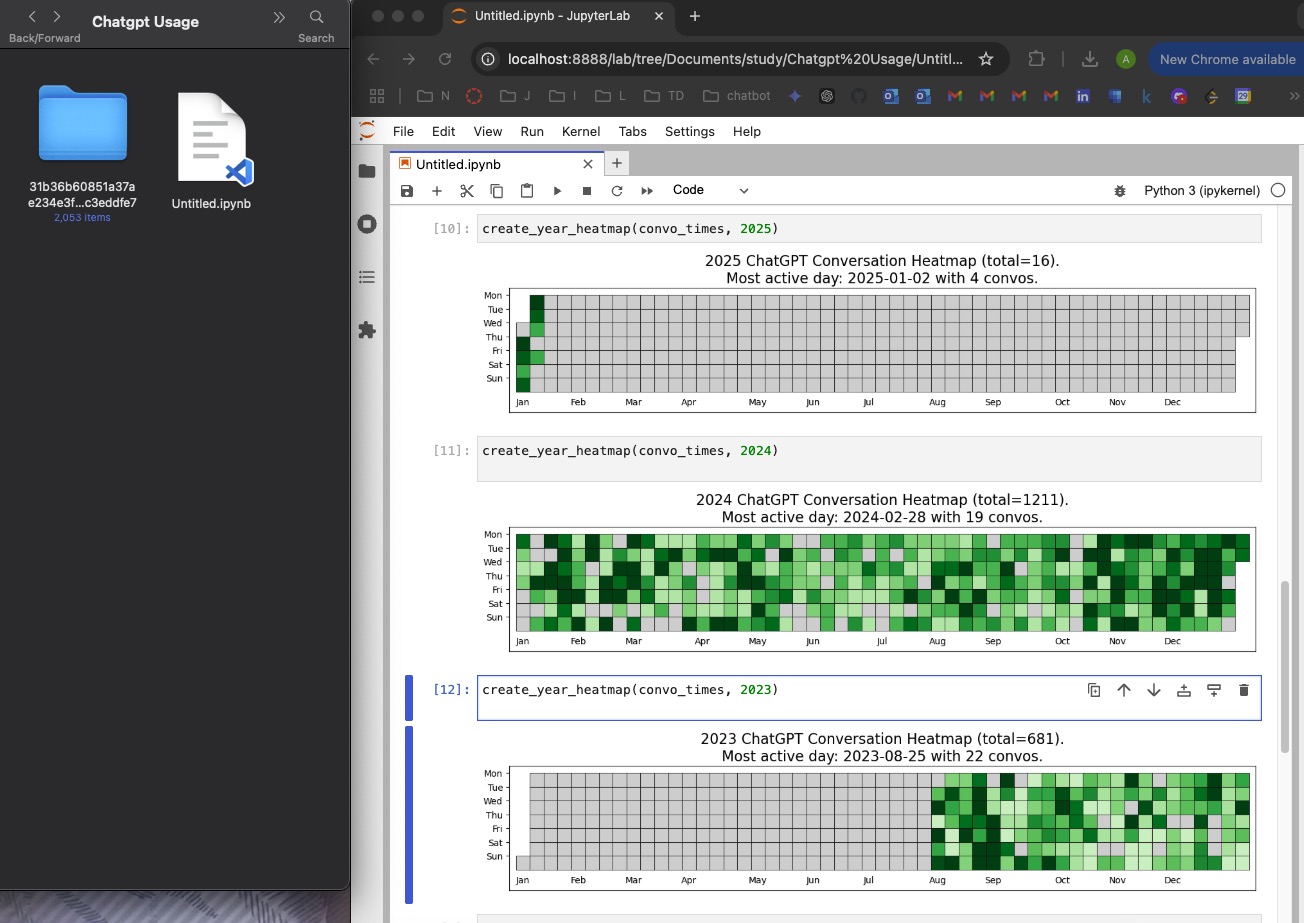 Chatgpt Usage
Back/Forward
Search
31b36b60851a37a
e234e3f...c3eddfe7
2,053 items
Untitled.ipynb
Untitled.ipynb - JupyterLab
localhost:8888/lab/tree/Documents/study/Chatgpt%20Usage/Untitl...
A
New Chrome available
N
J
I
L
TD
chatbot
in
k
29
File Edit View Run Kernel Tabs Settings Help
Untitled.ipynb
Code
Python 3 (ipykernel)
[10]: create_year_heatmap(convo_times, 2025)
2025 ChatGPT Conversation Heatmap (total=16).
Most active day: 2025-01-02 with 4 convos.
Mon
Tue
Wed
Thu
Fri
Sat
Sun
Jan Feb Mar Apr May Jun Jul Aug Sep Oct Nov Dec
[11]: create_year_heatmap(convo_times, 2024)
2024 ChatGPT Conversation Heatmap (total=1211).
Most active day: 2024-02-28 with 19 convos.
Mon
Tue
Wed
Thu
Fri
Sat
Sun
Jan Feb Mar Apr May Jun Jul Aug Sep Oct Nov Dec
[12]: create_year_heatmap(convo_times, 2023)
2023 ChatGPT Conversation Heatmap (total=681).
Most active day: 2023-08-25 with 22 convos.
Mon
Tue
Wed
Thu
Fri
Sat
Sun
Jan Feb Mar Apr May Jun Jul Aug Sep Oct Nov Dec